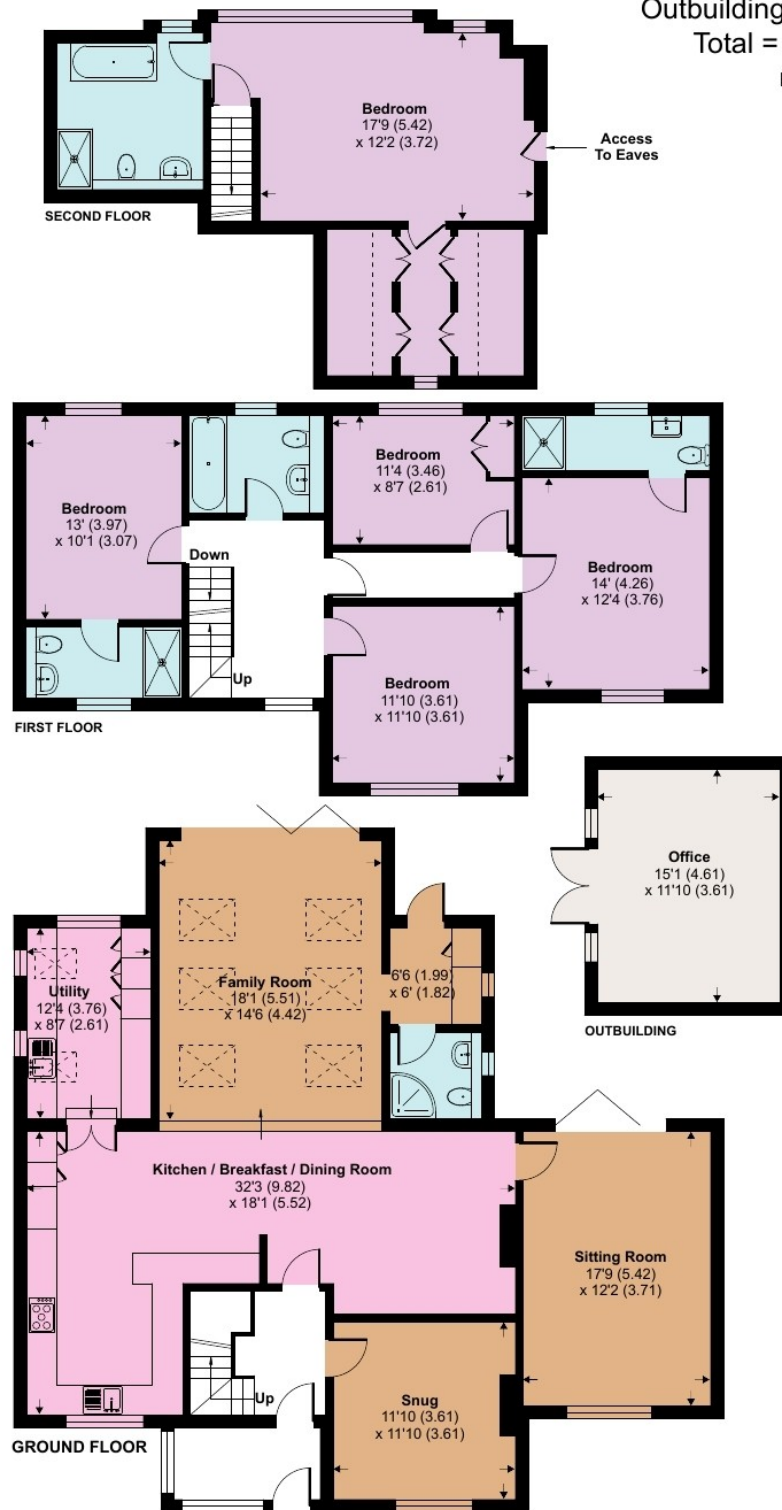 Outbuilding
Total =
Bedroom
17'9 (5.42)
x 12'2 (3.72)
Access
To Eaves
SECOND FLOOR
Bedroom
13' (3.97)
x 10'1 (3.07)
Bedroom
11'4 (3.46)
x 8'7 (2.61)
Down
Bedroom
14' (4.26)
x 12'4 (3.76)
Up
Bedroom
11'10 (3.61)
x 11'10 (3.61)
FIRST FLOOR
Office
15'1 (4.61)
x 11'10 (3.61)
OUTBUILDING
Utility
12'4 (3.76)
x 8'7 (2.61)
Family Room
18'1 (5.51)
x 14'6 (4.42)
6'6 (1.99)
x 6' (1.82)
Kitchen / Breakfast / Dining Room
32'3 (9.82)
x 18'1 (5.52)
Sitting Room
17'9 (5.42)
x 12'2 (3.71)
Up
Snug
11'10 (3.61)
x 11'10 (3.61)
GROUND FLOOR